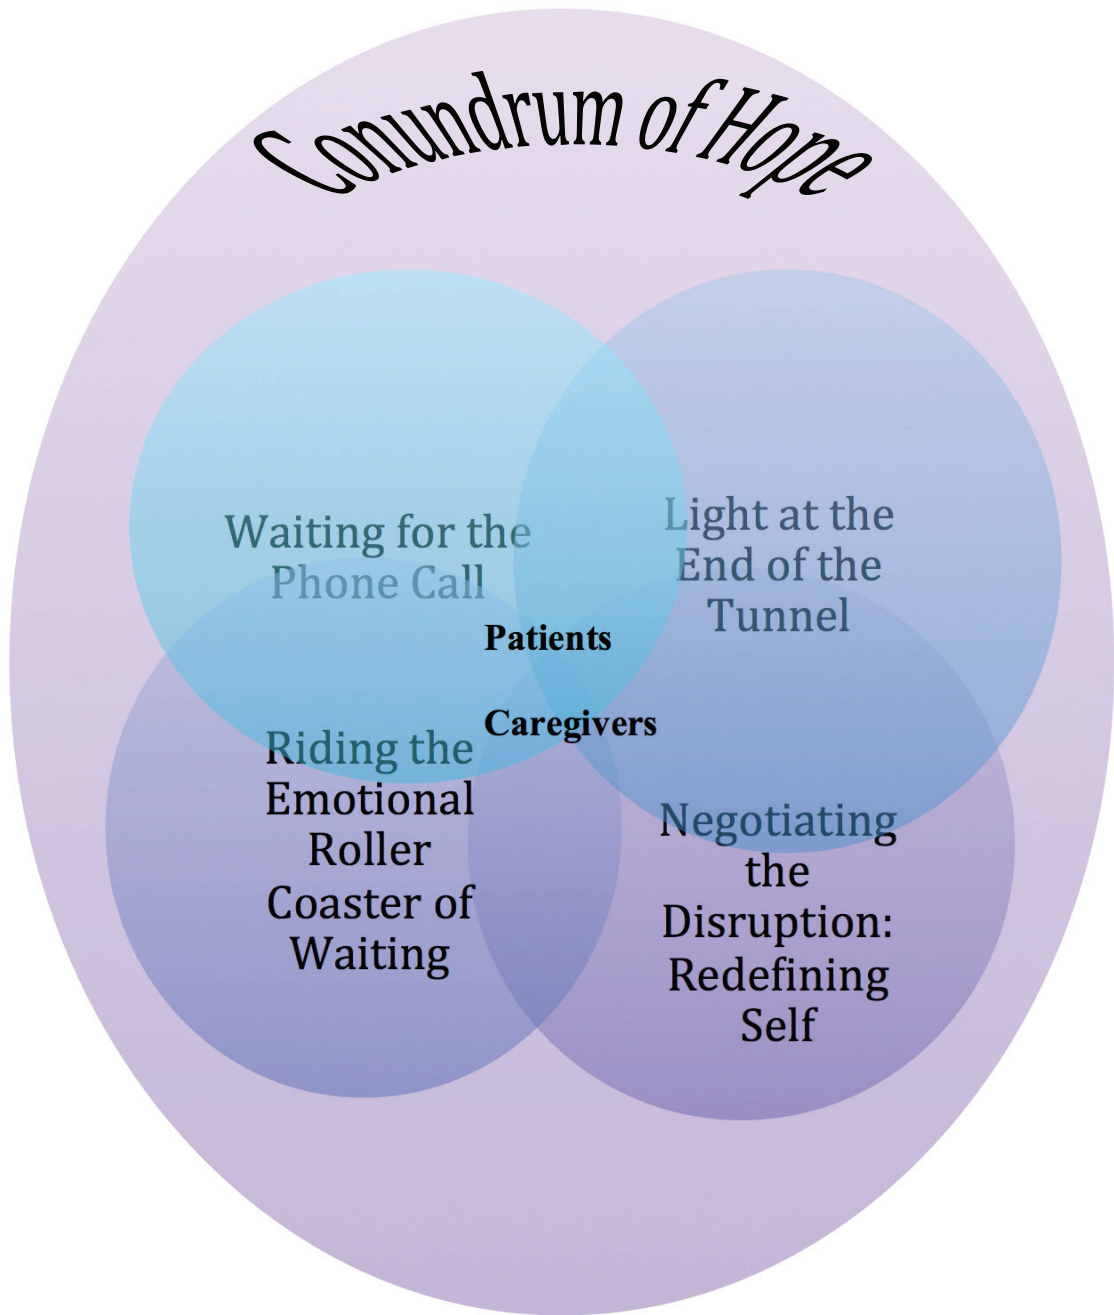 Conundrum of Hope
Waiting for the
Phone Call
Light at the
End of the
Tunnel
Patients
Caregivers
Riding the
Emotional
Roller
Coaster of
Waiting
Negotiating
the
Disruption:
Redefining
Self